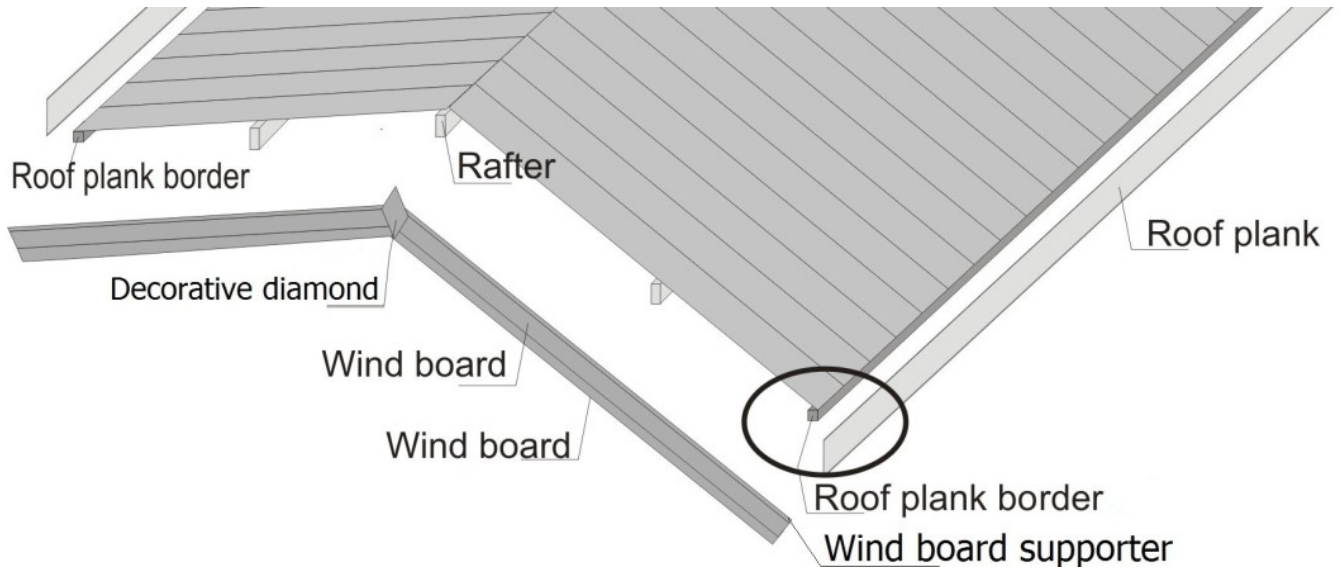 Roof plank border
Rafter
Roof plank
Decorative diamond
Wind board
Wind board
Roof plank border
Wind board supporter